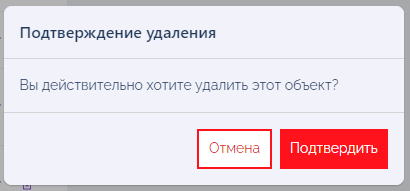 Подтверждение удаления
Вы действительно хотите удалить этот объект?
Отмена
Подтвердить